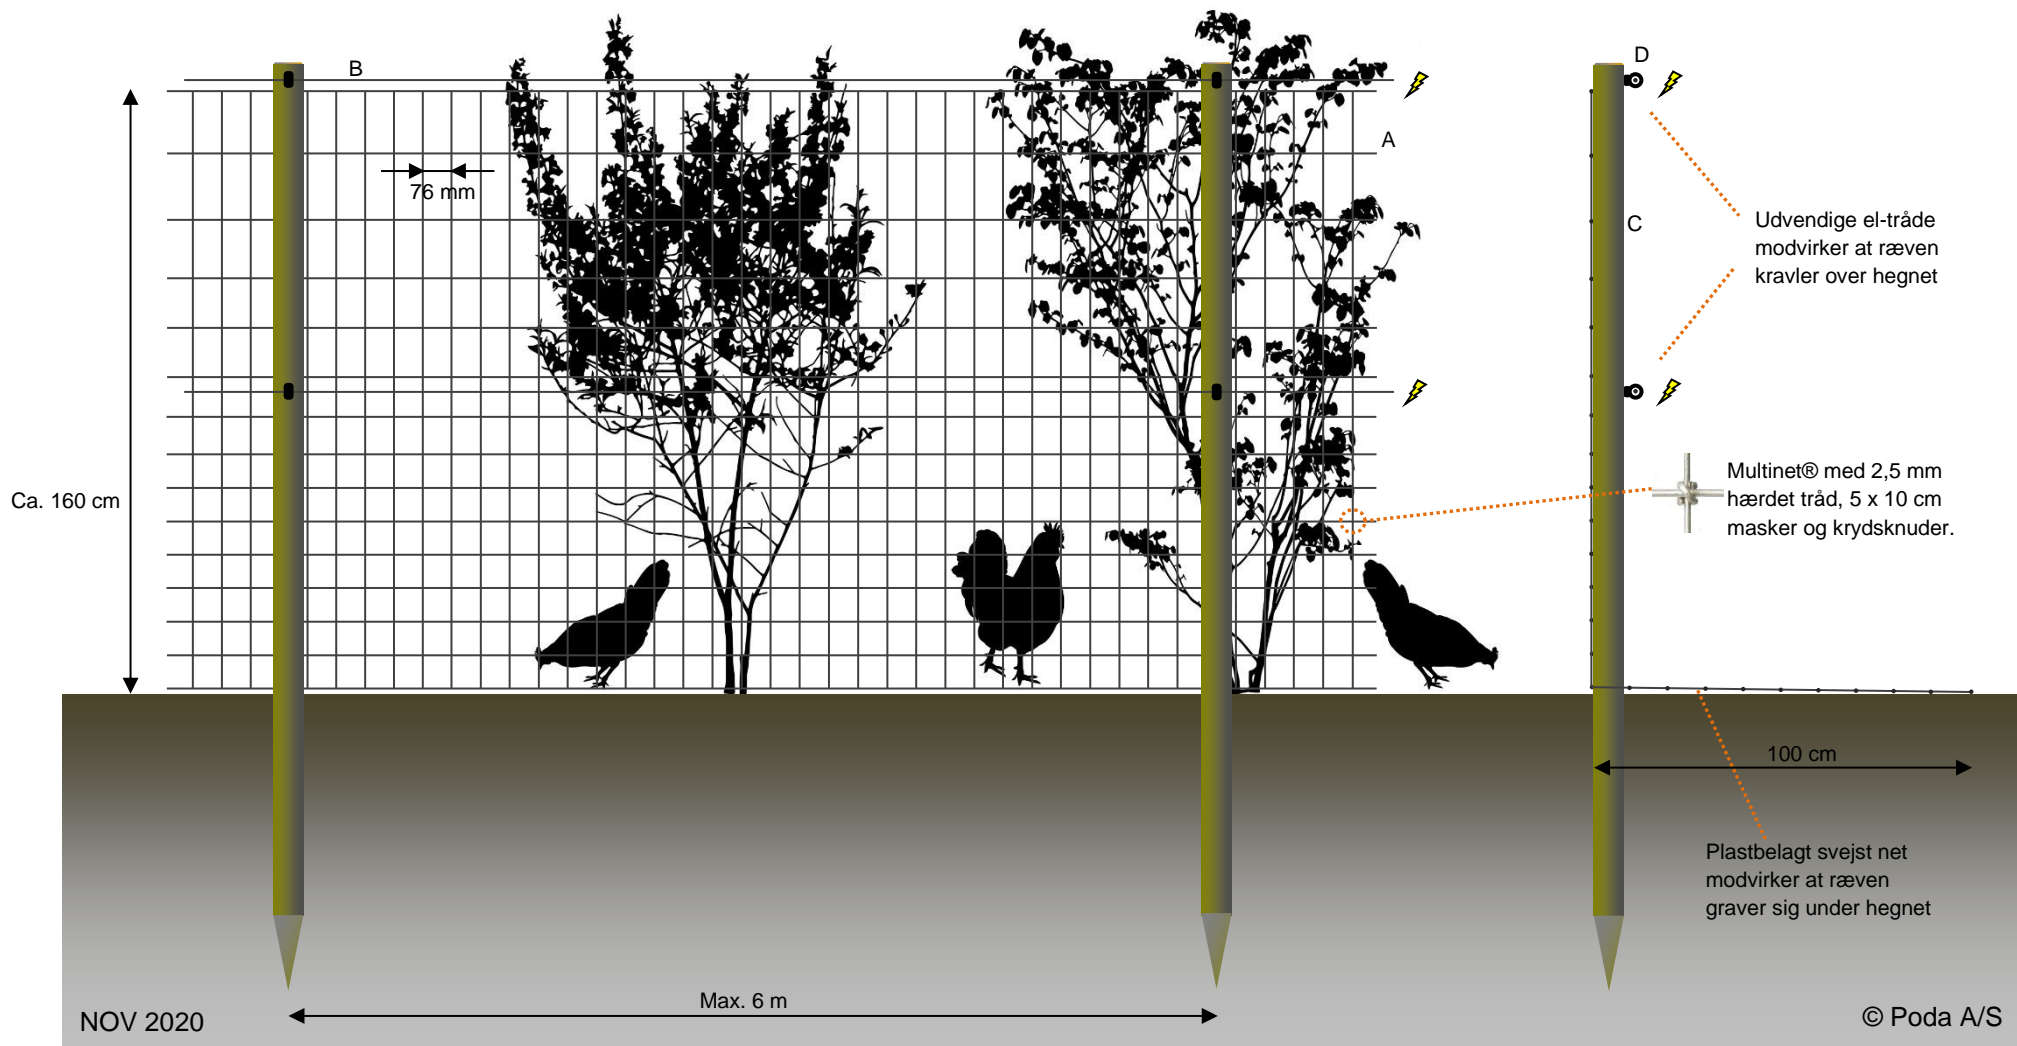 B
D
A
76 mm
C
Udvendige el-tråde
modvirker at ræven
kravler over hegnet
Ca. 160 cm
Multinet® med 2,5 mm
hærdet tråd, 5 x 10 cm
masker og krydsknuder.
100 cm
Plastbelagt svejst net
modvirker at ræven
graver sig under hegnet
Max. 6 m
NOV 2020
© Poda A/S